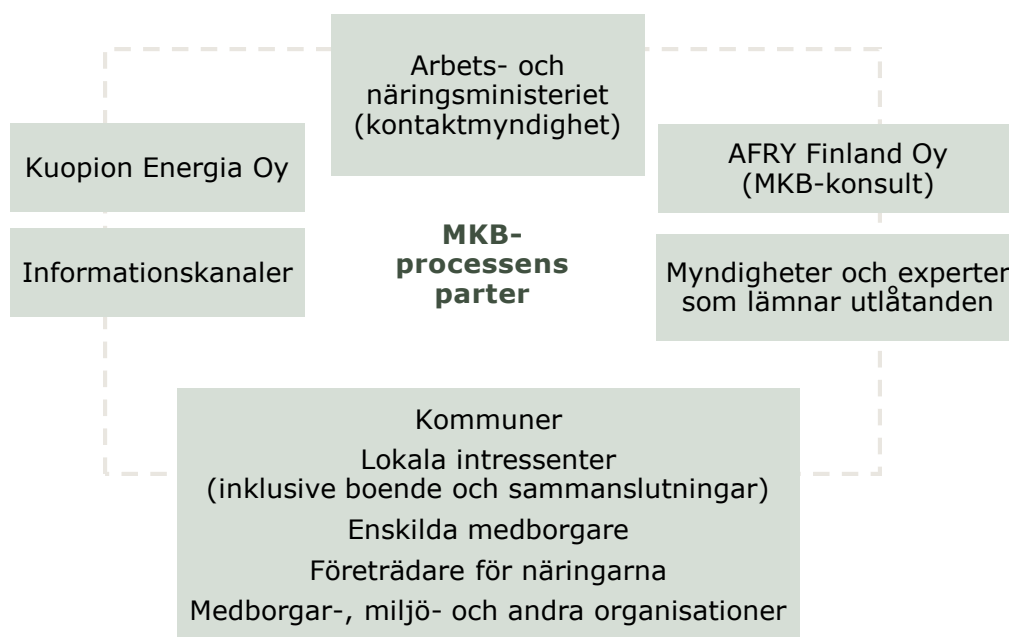 Arbets- och
näringsministeriet
(kontaktmyndighet)
Kuopion Energia Oy
AFRY Finland Oy
(MKB-konsult)
MKB-
processens
parter
Informationskanaler
Myndigheter och experter
som lämnar utlåtanden
Kommuner
Lokala intressenter
(inklusive boende och sammanslutningar)
Enskilda medborgare
Företrädare för näringarna
Medborgar-, miljö- och andra organisationer